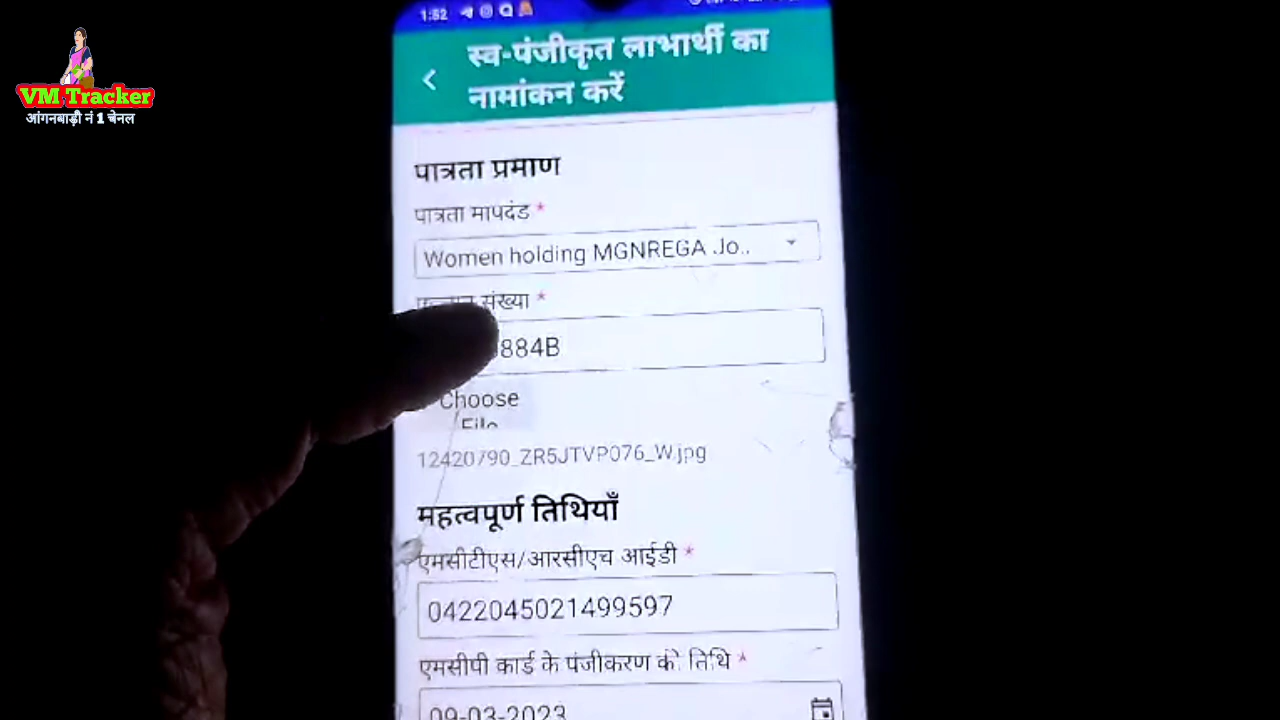 1:52
VM Tracker
आंगनबाड़ी नं 1 चेनल
स्व-पंजीकृत लाभार्थी का
नामांकन करें
पात्रता प्रमाण
पात्रता मापदंड *
Women holding MGNREGA Jo..
संख्या *
884B
Choose
File
12420790_ZR5JTVP076_W.jpg
महत्वपूर्ण तिथियाँ
एमसीटीएस/आरसीएच आईडी *
0422045021499597
एमसीपी कार्ड के पंजीकरण की तिथि *
09-03-2023